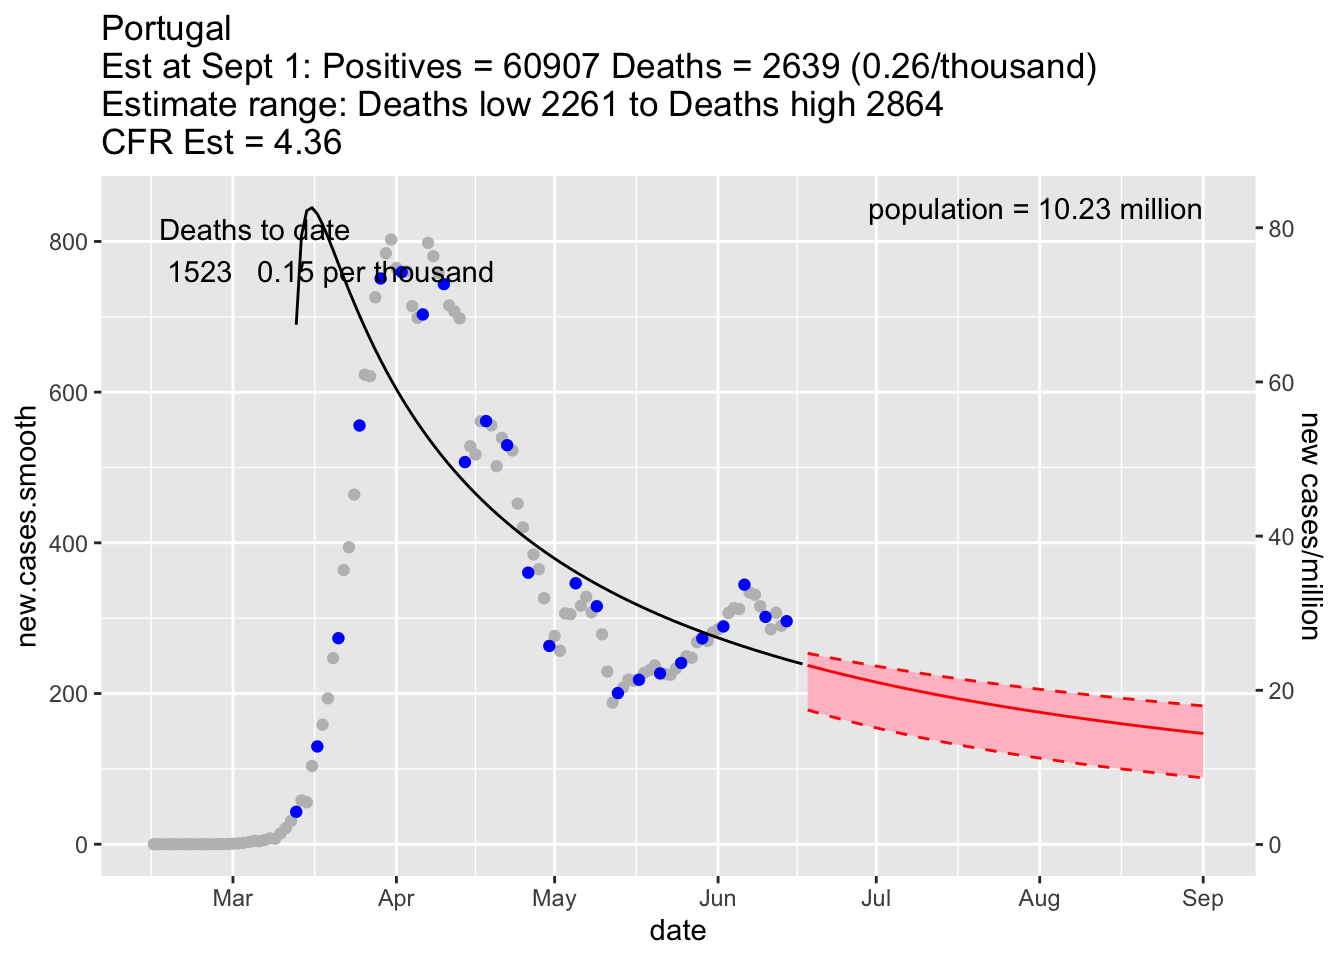 Portugal
Est at Sept 1: Positives = 60907 Deaths = 2639 (0.26/thousand)
Estimate range: Deaths low 2261 to Deaths high 2864
CFR Est = 4.36
population = 10.23 million
Deaths to date
1523 0.15 per thousand
800
600
400
200
0
new.cases.smooth
80
60
40
20
0
new cases/million
Mar Apr May Jun Jul Aug Sep
date